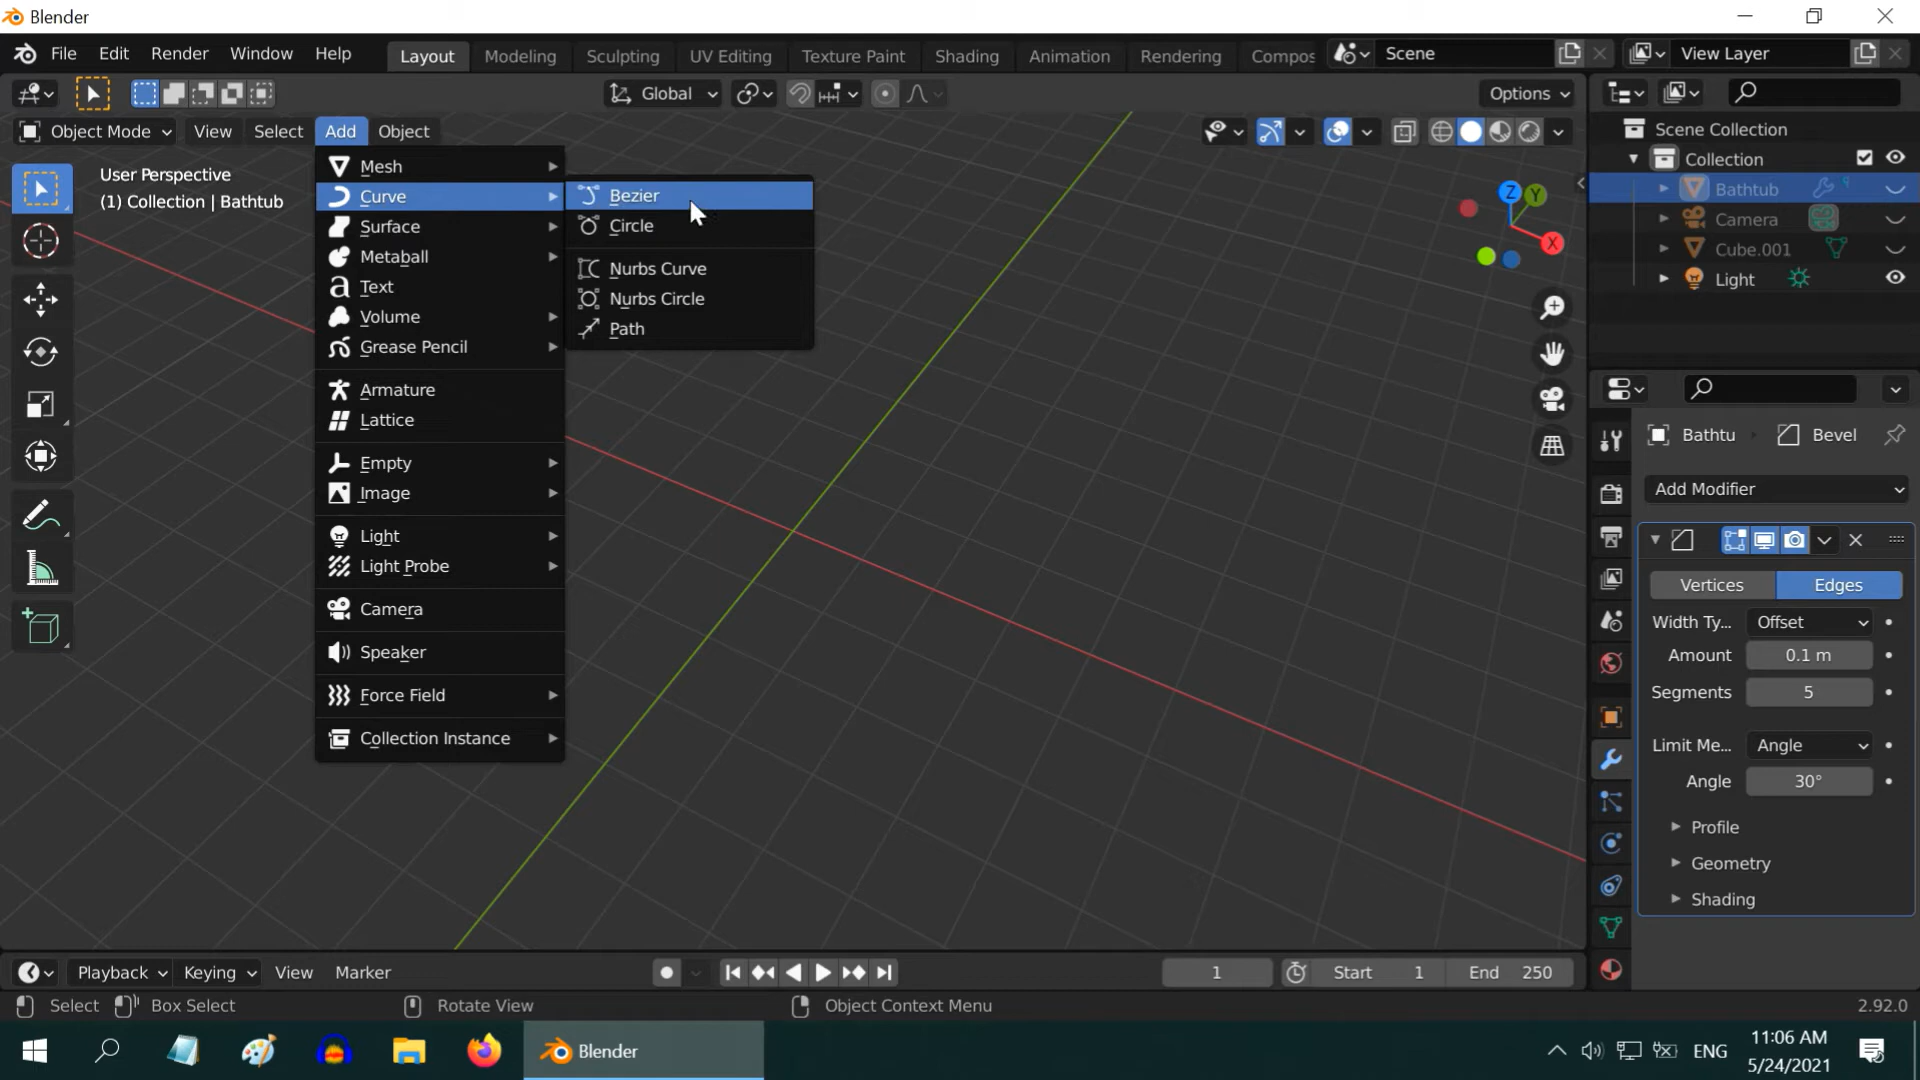 Blender
File Edit Render Window Help Layout Modeling Sculpting UV Editing Texture Paint Shading Animation Rendering Compos Scene View Layer
Global Options
Object Mode View Select Add Object
User Perspective
(1) Collection | Bathtub
Mesh
Curve
Surface
Metaball
Text
Volume
Grease Pencil
Armature
Lattice
Empty
Image
Light
Light Probe
Camera
Speaker
Force Field
Collection Instance
Bezier
Circle
Nurbs Curve
Nurbs Circle
Path
Z
Y
X
Scene Collection
Collection
Bathtub
Camera
Cube.001
Light
Bathtu Bevel
Add Modifier
Vertices Edges
Width Ty... Offset
Amount 0.1 m
Segments 5
Limit Me... Angle
Angle 30°
Profile
Geometry
Shading
Playback Keying View Marker 1 Start 1 End 250
Select Box Select Rotate View Object Context Menu 2.92.0
Blender ENG 11:06 AM
5/24/2021